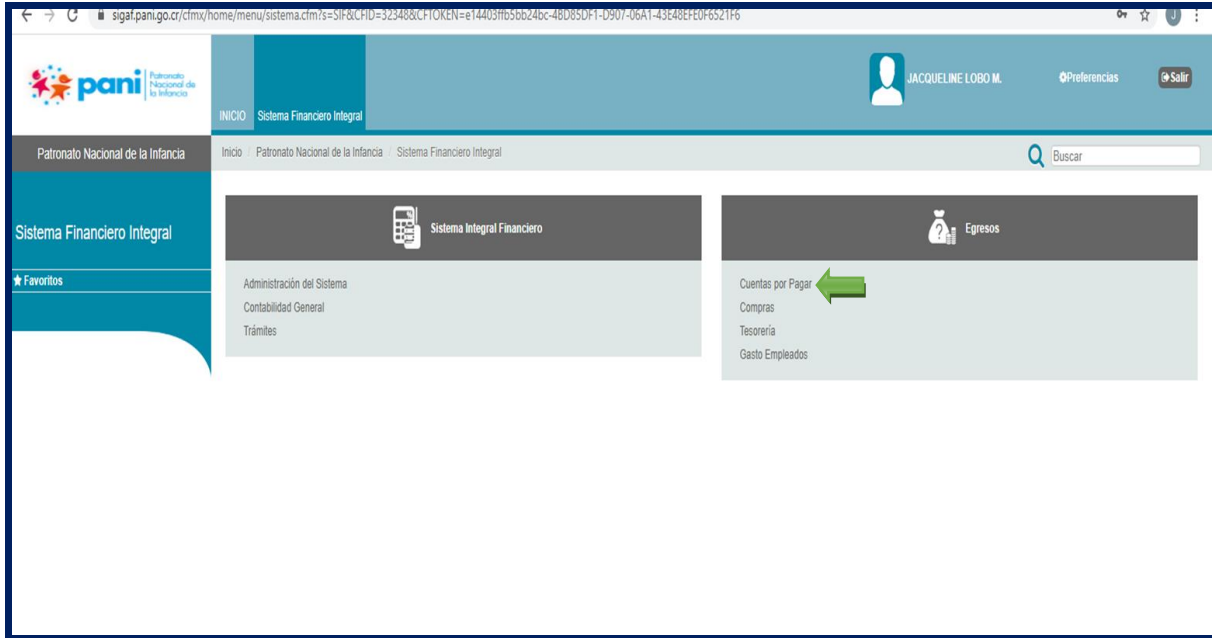 sigaf.pani.go.cr/cfmx/home/menu/sistema.cfm?s=SIF&CFID=32348&CFTOKEN=e14403ffb5bb24bc-4BD85DF1-D907-06A1-43E48EFE0F6521F6
J
pani Patronato
Nacional de
la Infancia
INICIO Sistema Financiero Integral
JACQUELINE LOBO M.
Preferencias
Salir
Patronato Nacional de la Infancia
Inicio / Patronato Nacional de la Infancia / Sistema Financiero Integral
Buscar
Sistema Financiero Integral
Favoritos
Sistema Integral Financiero
Administración del Sistema
Contabilidad General
Trámites
? Egresos
Cuentas por Pagar
Compras
Tesorería
Gasto Empleados